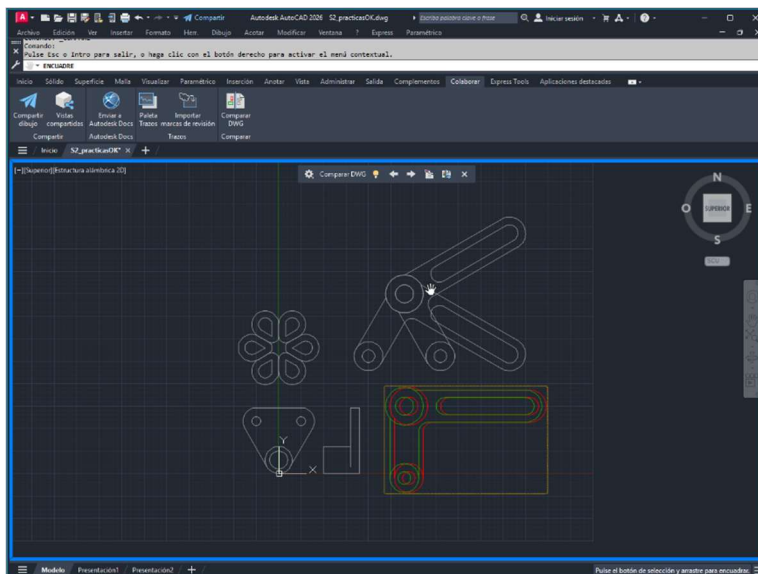 A Compartir Autodesk AutoCAD 2026 S2_practicasOK.dwg Escriba palabra clave o frase Iniciar sesión
Archivo Edición Ver Insertar Formato Herr. Dibujo Acotar Modificar Ventana ? Express Paramétrico
Comando:
Pulse Esc o Intro para salir, o haga clic con el botón derecho para activar el menú contextual.
ENCUADRE
Inicio Sólido Superficie Malla Visualizar Paramétrico Inserción Anotar Vista Administrar Salida Complementos Colaborar Express Tools Aplicaciones destacadas
Compartir dibujo Vistas compartidas Enviar a Autodesk Docs Paleta Trazos Importar marcas de revisión Comparar DWG
Compartir Autodesk Docs Trazos Comparar
Inicio S2_practicasOK*
[−][Superior][Estructura alámbrica 2D]
Comparar DWG
N
O SUPERIOR E
S
SCU
Y
X
Modelo Presentación1 Presentación2 +
Pulse el botón de selección y arrastre para encuadrar.